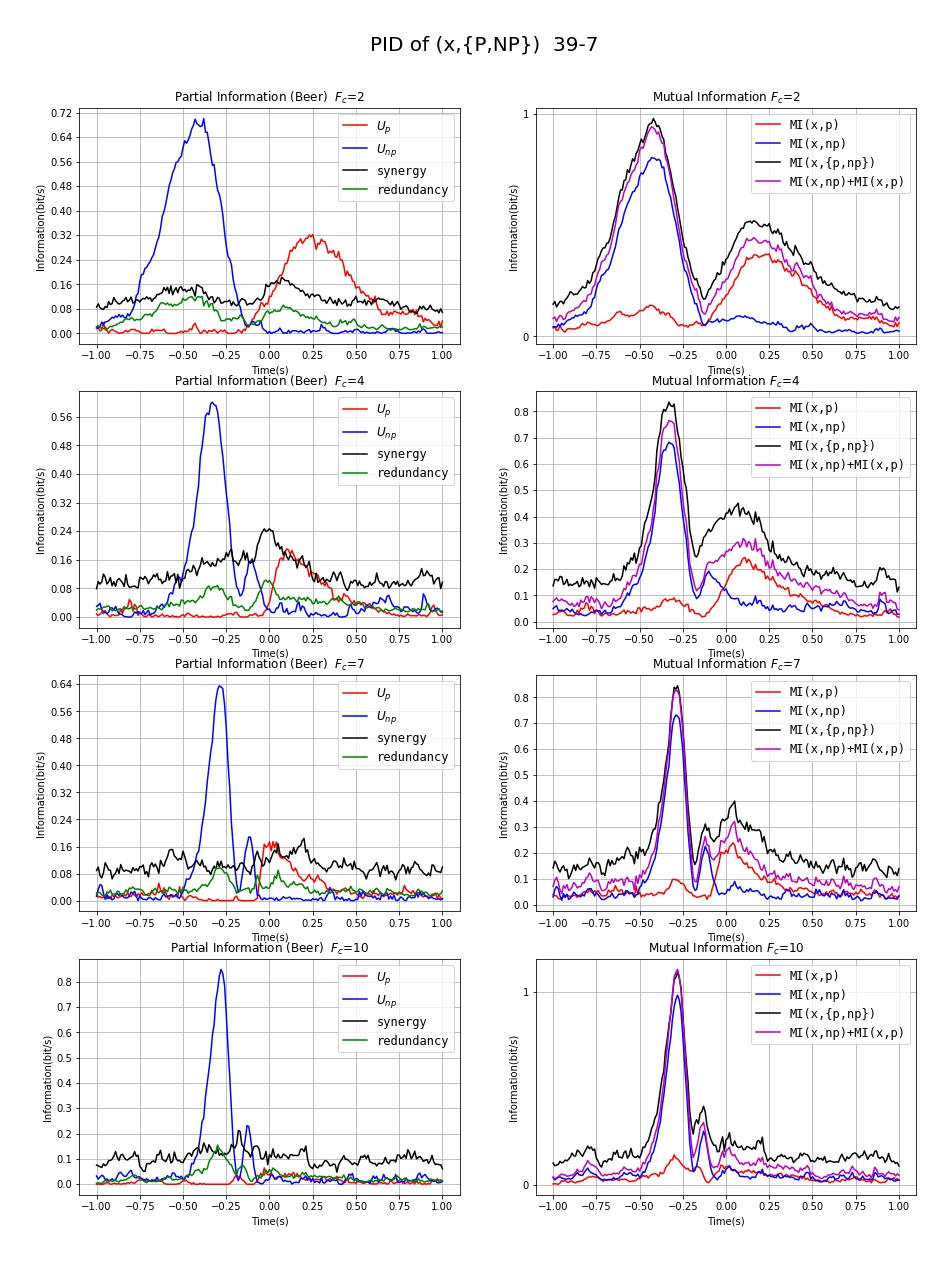 PID of (x,{P,NP})  39-7
Partial Information (Beer)  F_c=2
Information(bit/s)
0.72
0.64
0.56
0.48
0.40
0.32
0.24
0.16
0.08
0.00
U_p
U_np
synergy
redundancy
−1.00 −0.75 −0.50 −0.25 0.00 0.25 0.50 0.75 1.00
Time(s)
Mutual Information F_c=2
Information(bit/s)
1
0
MI(x,p)
MI(x,np)
MI(x,{p,np})
MI(x,np)+MI(x,p)
−1.00 −0.75 −0.50 −0.25 0.00 0.25 0.50 0.75 1.00
Time(s)
Partial Information (Beer)  F_c=4
Information(bit/s)
0.56
0.48
0.40
0.32
0.24
0.16
0.08
0.00
U_p
U_np
synergy
redundancy
−1.00 −0.75 −0.50 −0.25 0.00 0.25 0.50 0.75 1.00
Time(s)
Mutual Information F_c=4
Information(bit/s)
0.8
0.7
0.6
0.5
0.4
0.3
0.2
0.1
0.0
MI(x,p)
MI(x,np)
MI(x,{p,np})
MI(x,np)+MI(x,p)
−1.00 −0.75 −0.50 −0.25 0.00 0.25 0.50 0.75 1.00
Time(s)
Partial Information (Beer)  F_c=7
Information(bit/s)
0.64
0.56
0.48
0.40
0.32
0.24
0.16
0.08
0.00
U_p
U_np
synergy
redundancy
−1.00 −0.75 −0.50 −0.25 0.00 0.25 0.50 0.75 1.00
Time(s)
Mutual Information F_c=7
Information(bit/s)
0.8
0.7
0.6
0.5
0.4
0.3
0.2
0.1
0.0
MI(x,p)
MI(x,np)
MI(x,{p,np})
MI(x,np)+MI(x,p)
−1.00 −0.75 −0.50 −0.25 0.00 0.25 0.50 0.75 1.00
Time(s)
Partial Information (Beer)  F_c=10
Information(bit/s)
0.8
0.7
0.6
0.5
0.4
0.3
0.2
0.1
0.0
U_p
U_np
synergy
redundancy
−1.00 −0.75 −0.50 −0.25 0.00 0.25 0.50 0.75 1.00
Time(s)
Mutual Information F_c=10
Information(bit/s)
1
0
MI(x,p)
MI(x,np)
MI(x,{p,np})
MI(x,np)+MI(x,p)
−1.00 −0.75 −0.50 −0.25 0.00 0.25 0.50 0.75 1.00
Time(s)